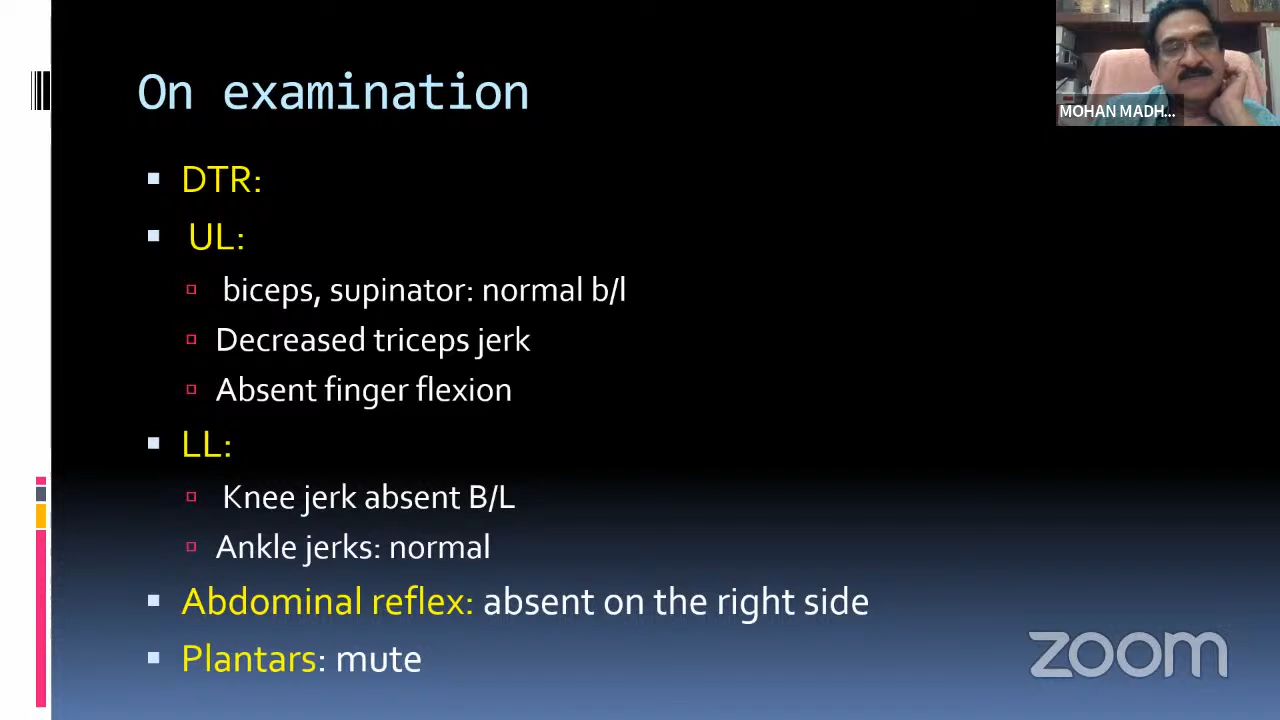 On examination
MOHAN MADH...
DTR:
UL:
biceps, supinator: normal b/l
Decreased triceps jerk
Absent finger flexion
LL:
Knee jerk absent B/L
Ankle jerks: normal
Abdominal reflex: absent on the right side
Plantars: mute
zoom